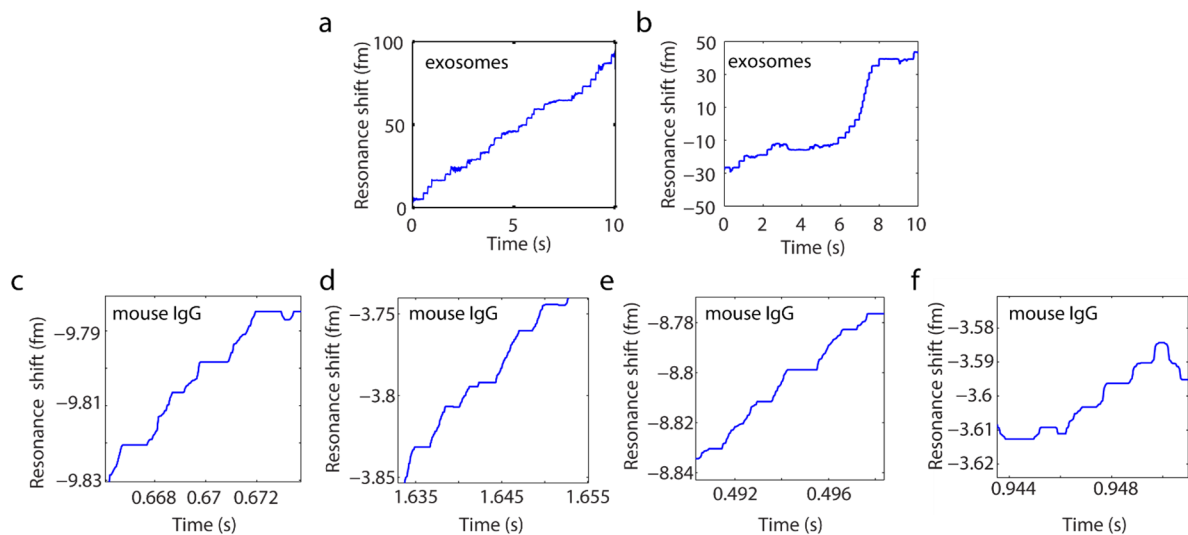 a
Resonance shift (fm)
100
50
0
exosomes
0 5 10
Time (s)
b
Resonance shift (fm)
50
30
10
−10
−30
−50
exosomes
0 2 4 6 8 10
Time (s)
c
Resonance shift (fm)
−9.79
−9.81
−9.83
mouse IgG
0.668 0.67 0.672
Time (s)
d
Resonance shift (fm)
−3.75
−3.8
−3.85
mouse IgG
1.635 1.645 1.655
Time (s)
e
Resonance shift (fm)
−8.78
−8.8
−8.82
−8.84
mouse IgG
0.492 0.496
Time (s)
f
Resonance shift (fm)
−3.58
−3.59
−3.6
−3.61
−3.62
mouse IgG
0.944 0.948
Time (s)